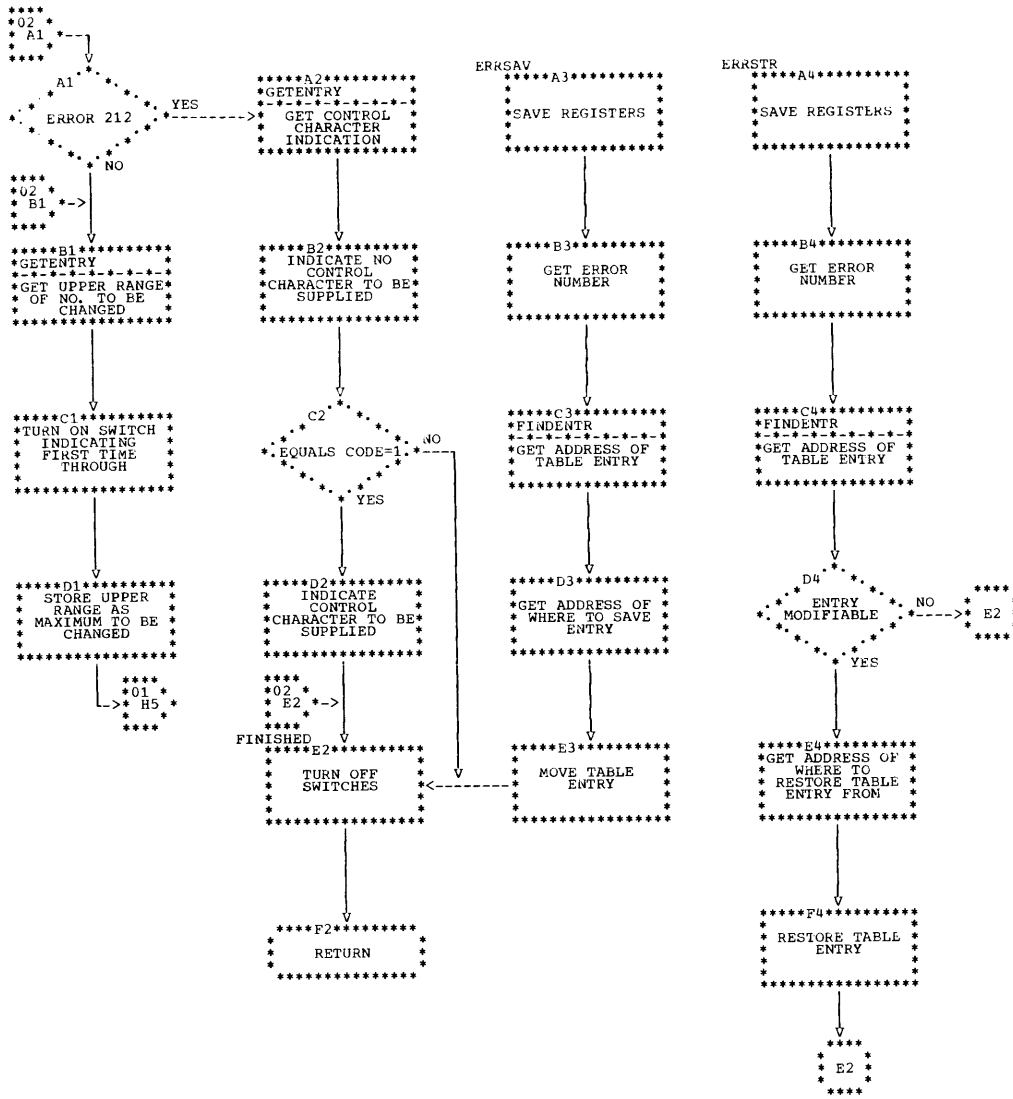 02
A1
A1
ERROR 212
YES
NO
02
B1
B1
GETENTRY
GET UPPER RANGE
OF NO. TO BE
CHANGED
C1
TURN ON SWITCH
INDICATING
FIRST TIME
THROUGH
D1
STORE UPPER
RANGE AS
MAXIMUM TO BE
CHANGED
01
H5
A2
GETENTRY
GET CONTROL
CHARACTER
INDICATION
B2
INDICATE NO
CONTROL
CHARACTER TO BE
SUPPLIED
C2
EQUALS CODE=1
NO
YES
D2
INDICATE
CONTROL
CHARACTER TO BE
SUPPLIED
02
E2
FINISHED
E2
TURN OFF
SWITCHES
F2
RETURN
ERRSAV
A3
SAVE REGISTERS
B3
GET ERROR
NUMBER
C3
FINDENTR
GET ADDRESS OF
TABLE ENTRY
D3
GET ADDRESS OF
WHERE TO SAVE
ENTRY
E3
MOVE TABLE
ENTRY
ERRSTR
A4
SAVE REGISTERS
B4
GET ERROR
NUMBER
C4
FINDENTR
GET ADDRESS OF
TABLE ENTRY
D4
ENTRY
MODIFIABLE
NO
E2
YES
E4
GET ADDRESS OF
WHERE TO
RESTORE TABLE
ENTRY FROM
F4
RESTORE TABLE
ENTRY
E2